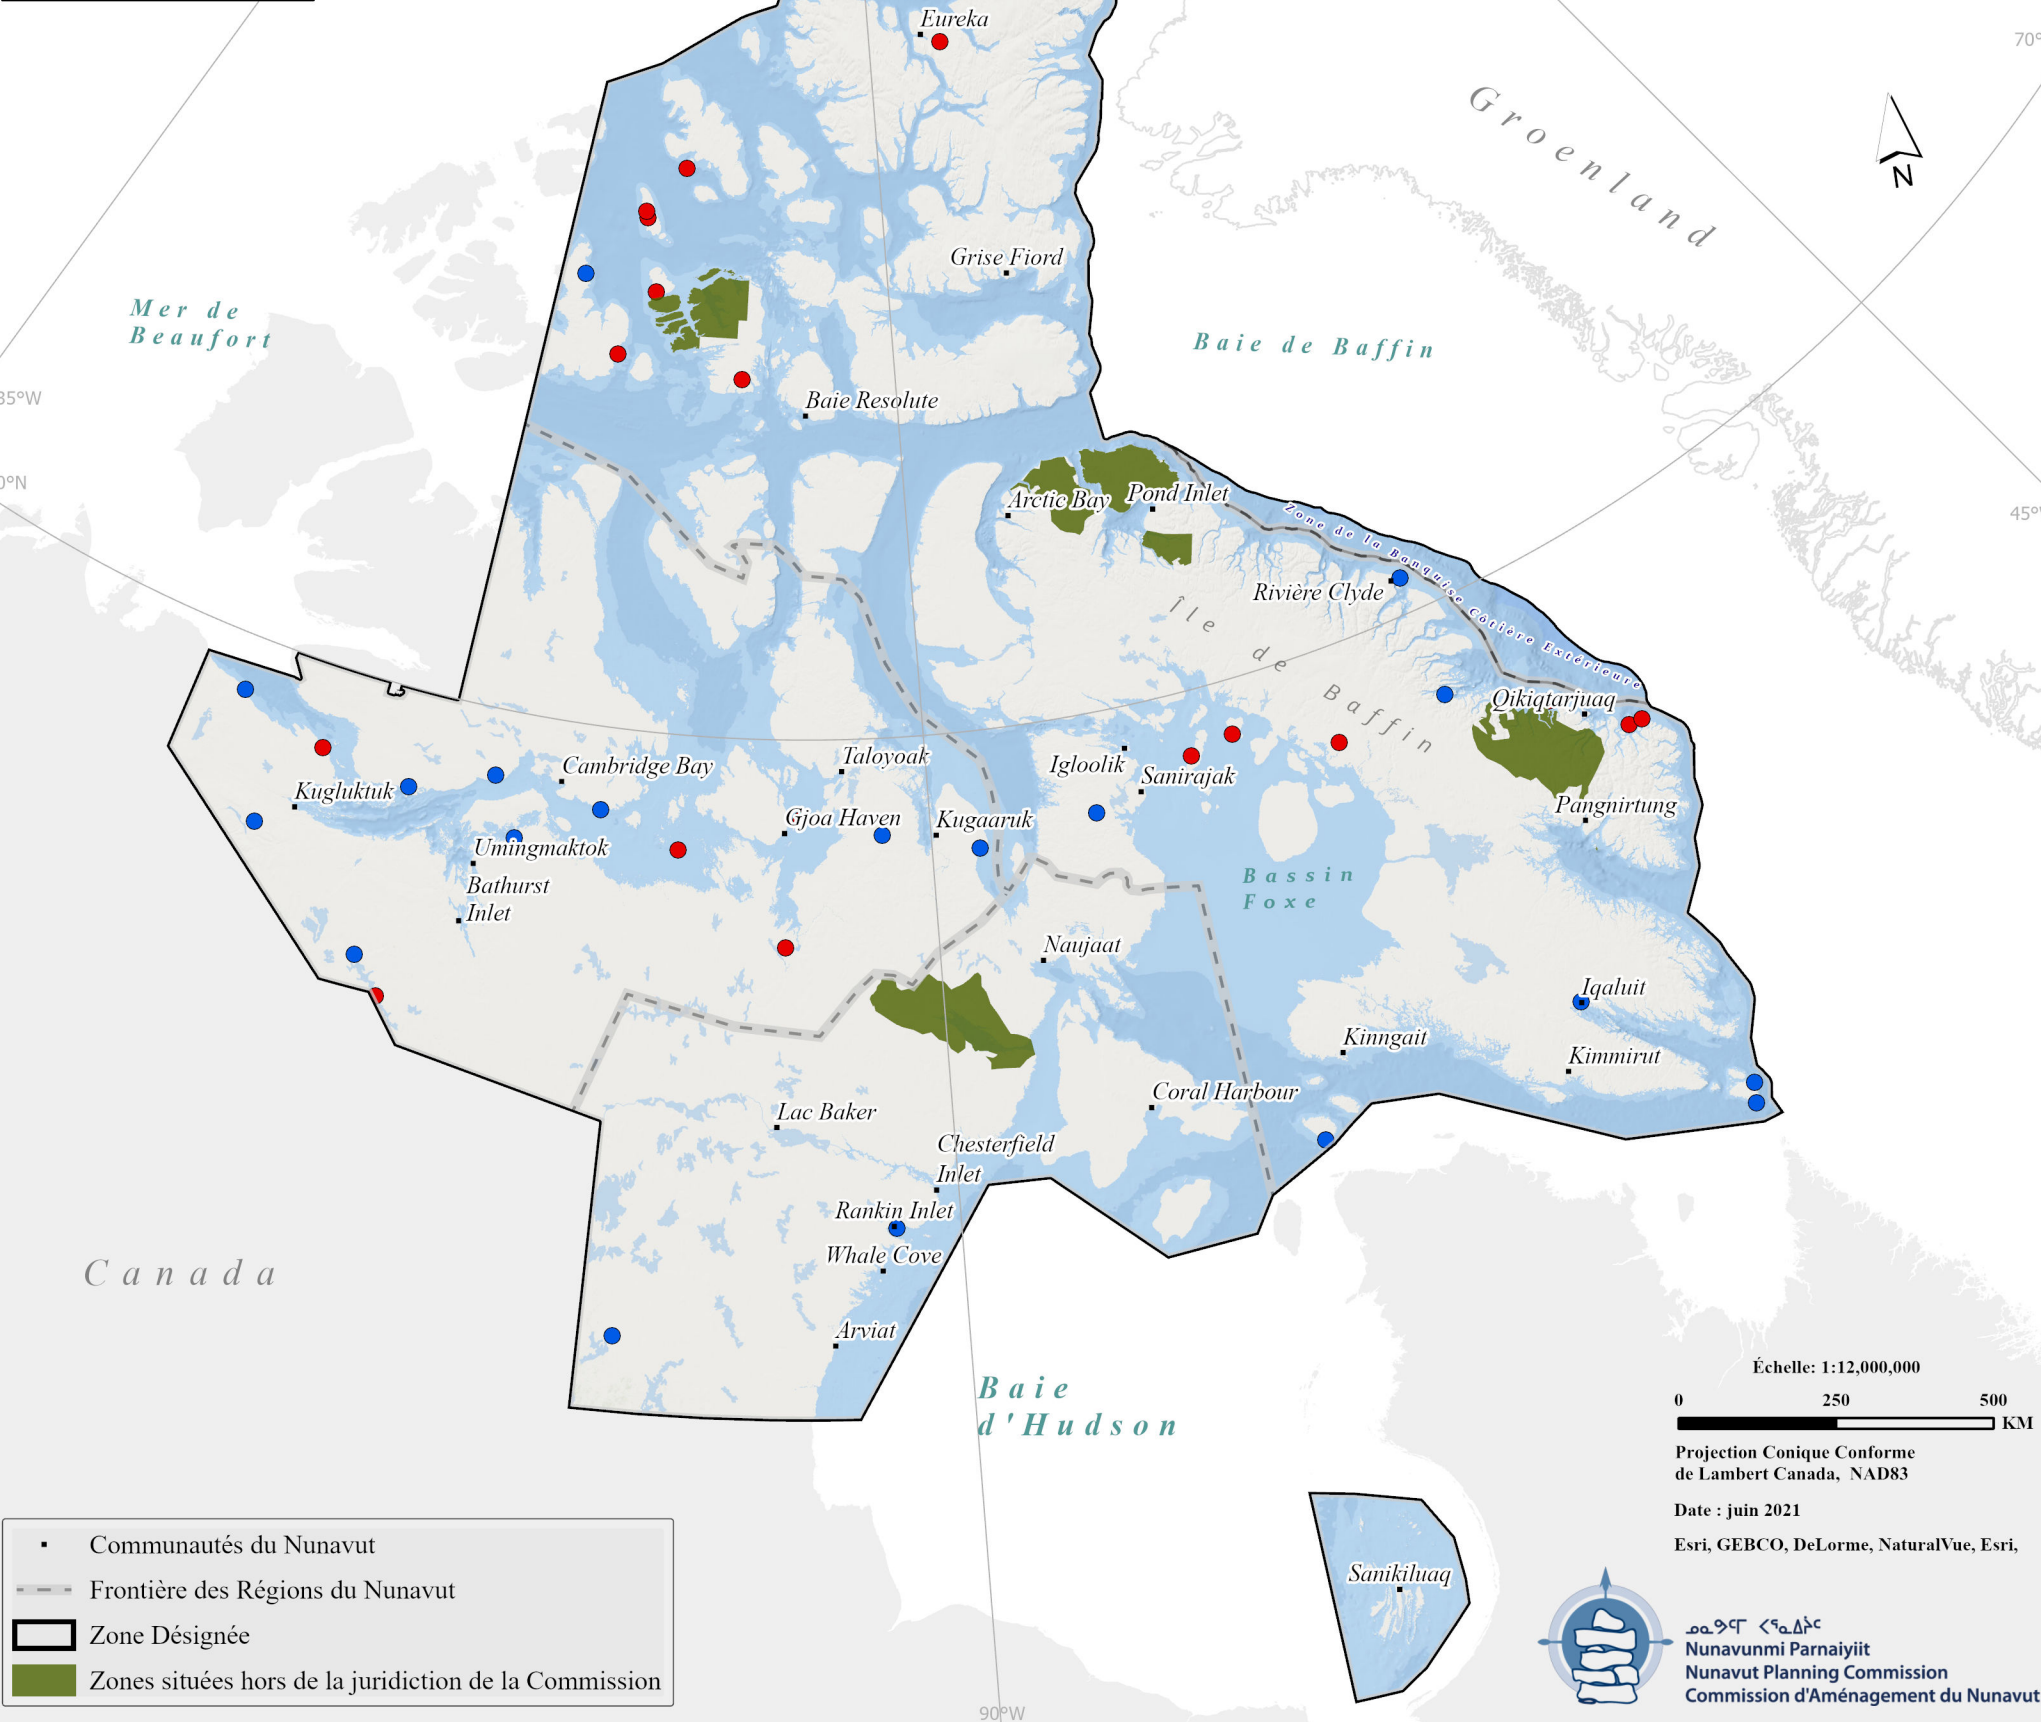 Eureka
70°
Groenland
N
Grise Fiord
Mer de
Beaufort
Baie de Baffin
35°W
Baie Resolute
0°N
Arctic Bay
Pond Inlet
45°W
Zone de la Banquise Côtière Extérieure
Rivière Clyde
Île de Baffin
Qikiqtarjuaq
Taloyoak
Igloolik
Cambridge Bay
Sanirajak
Kugluktuk
Pangnirtung
Gjoa Haven
Kugaaruk
Umingmaktok
Bathurst
Inlet
Bassin
Foxe
Naujaat
Iqaluit
Kinngait
Kimmirut
Coral Harbour
Lac Baker
Chesterfield
Inlet
Rankin Inlet
Whale Cove
Canada
Arviat
Baie
d'Hudson
Échelle: 1:12,000,000
0 250 500
KM
Projection Conique Conforme
de Lambert Canada, NAD83
Date : juin 2021
Esri, GEBCO, DeLorme, NaturalVue, Esri,
Sanikiluaq
Communautés du Nunavut
Frontière des Régions du Nunavut
Zone Désignée
Zones situées hors de la juridiction de la Commission
ᓄᓇᕗᒻᒥ ᐸᕐᓇᐃᔩᑦ
Nunavunmi Parnaiyiit
Nunavut Planning Commission
Commission d'Aménagement du Nunavut
90°W